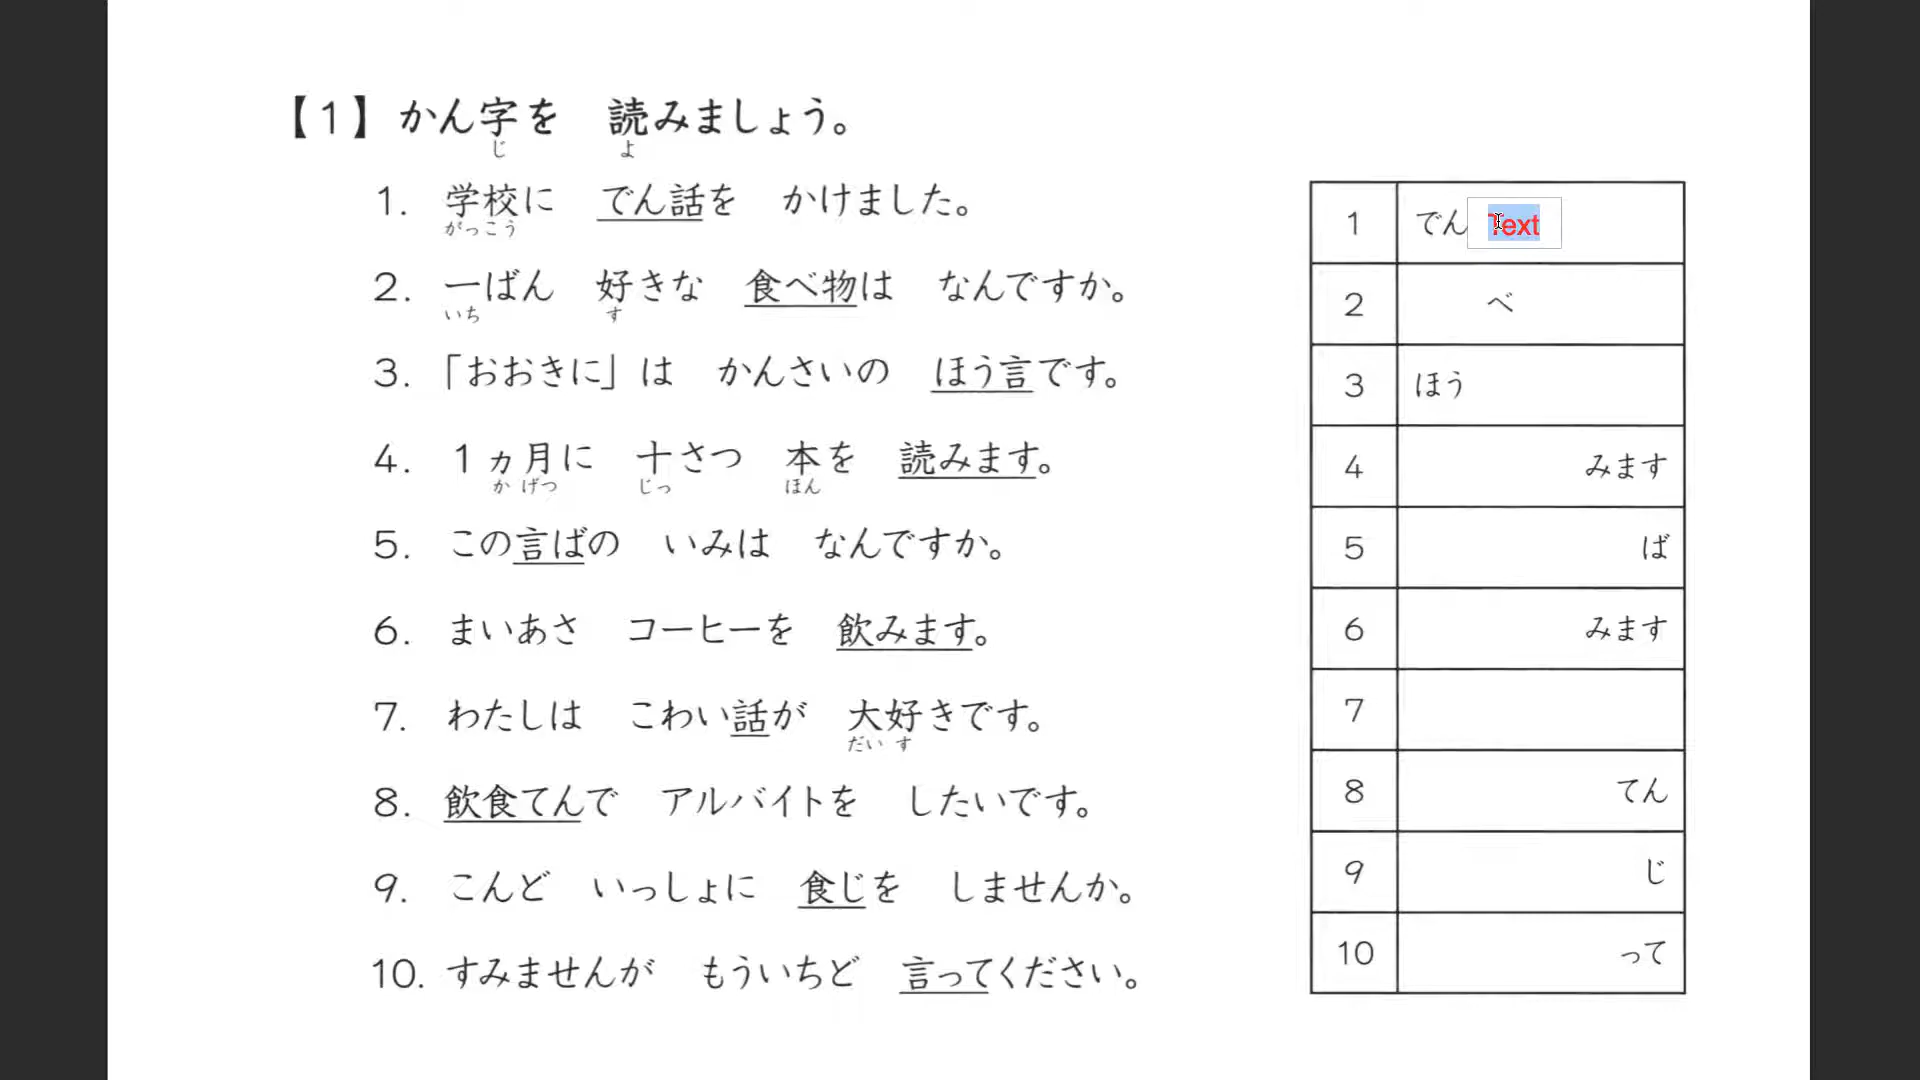 【1】かん字を 読みましょう。
じ よ
1. 学校に でん話を かけました。
がっこう
2. 一ばん 好きな 食べ物は なんですか。
いち す
3. 「おおきに」は かんさいの ほう言です。
4. 1ヵ月に 十さつ 本を 読みます。
か げつ じっ ほん
5. この言ばの いみは なんですか。
6. まいあさ コーヒーを 飲みます。
7. わたしは こわい話が 大好きです。
だい す
8. 飲食てんで アルバイトを したいです。
9. こんど いっしょに 食じを しませんか。
10. すみませんが もういちど 言ってください。
1 でん Text
2 べ
3 ほう
4 みます
5 ば
6 みます
7
8 てん
9 じ
10 って